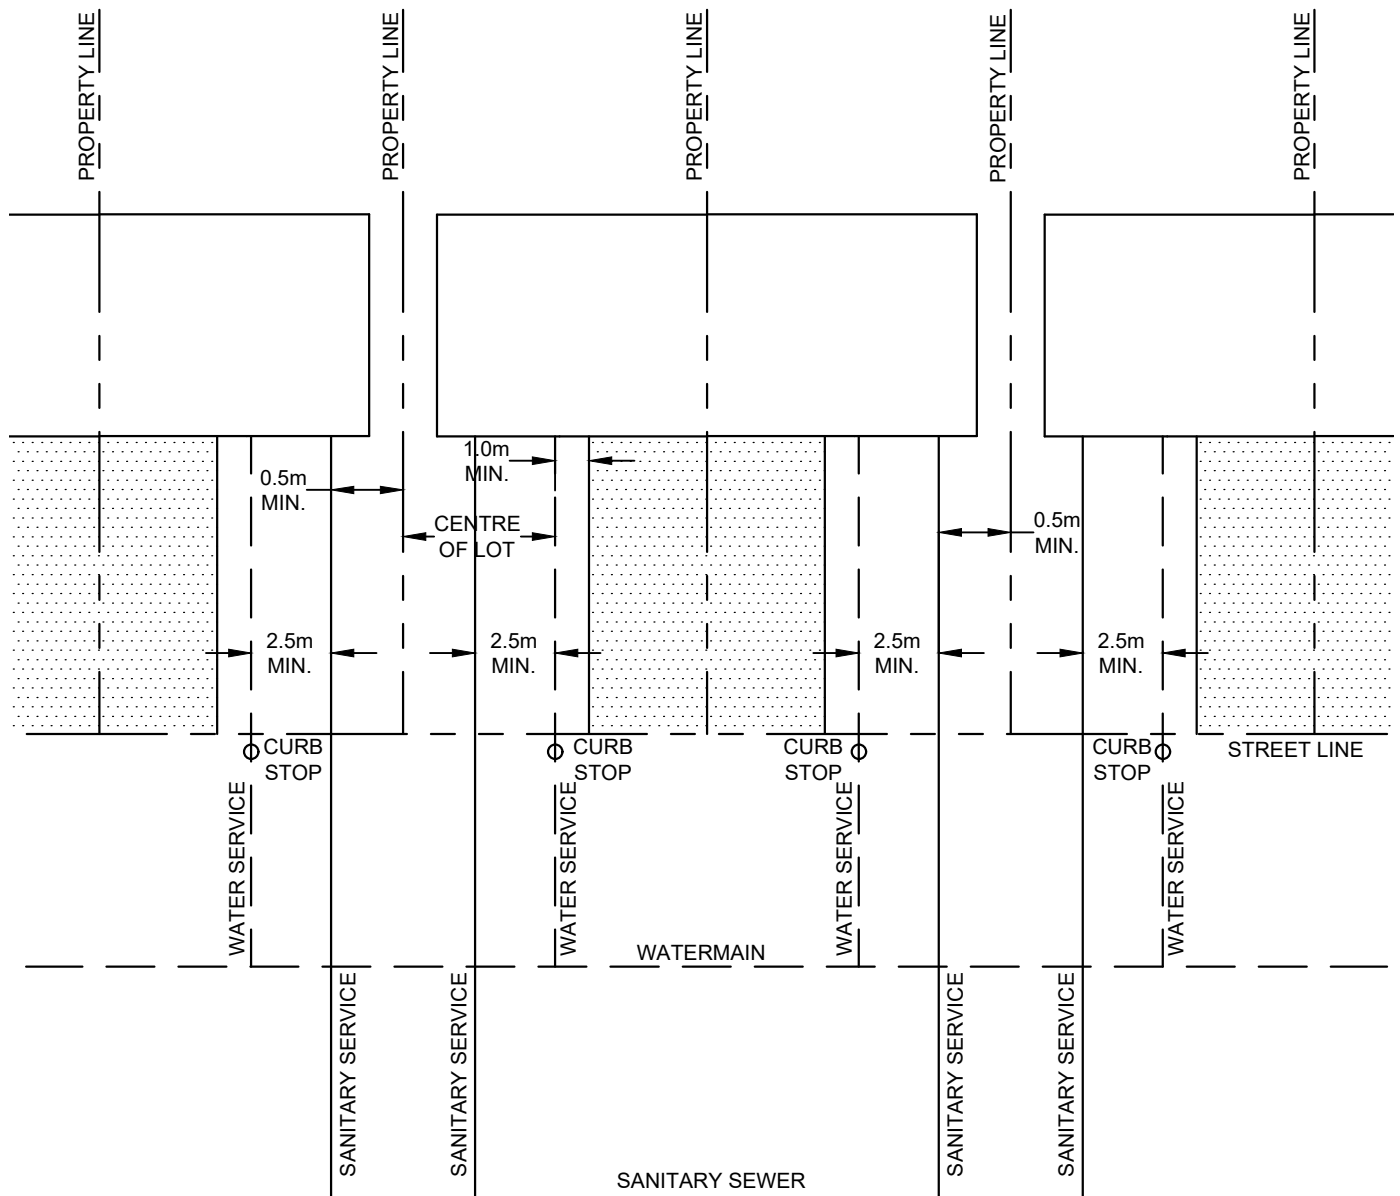 PROPERTY LINE
PROPERTY LINE
PROPERTY LINE
PROPERTY LINE
PROPERTY LINE
1.0m
MIN.
0.5m
MIN.
CENTRE
OF LOT
0.5m
MIN.
2.5m
MIN.
2.5m
MIN.
2.5m
MIN.
2.5m
MIN.
CURB
STOP
CURB
STOP
CURB
STOP
CURB
STOP
STREET LINE
WATER SERVICE
WATER SERVICE
WATER SERVICE
WATER SERVICE
WATERMAIN
SANITARY SERVICE
SANITARY SERVICE
SANITARY SERVICE
SANITARY SERVICE
SANITARY SEWER